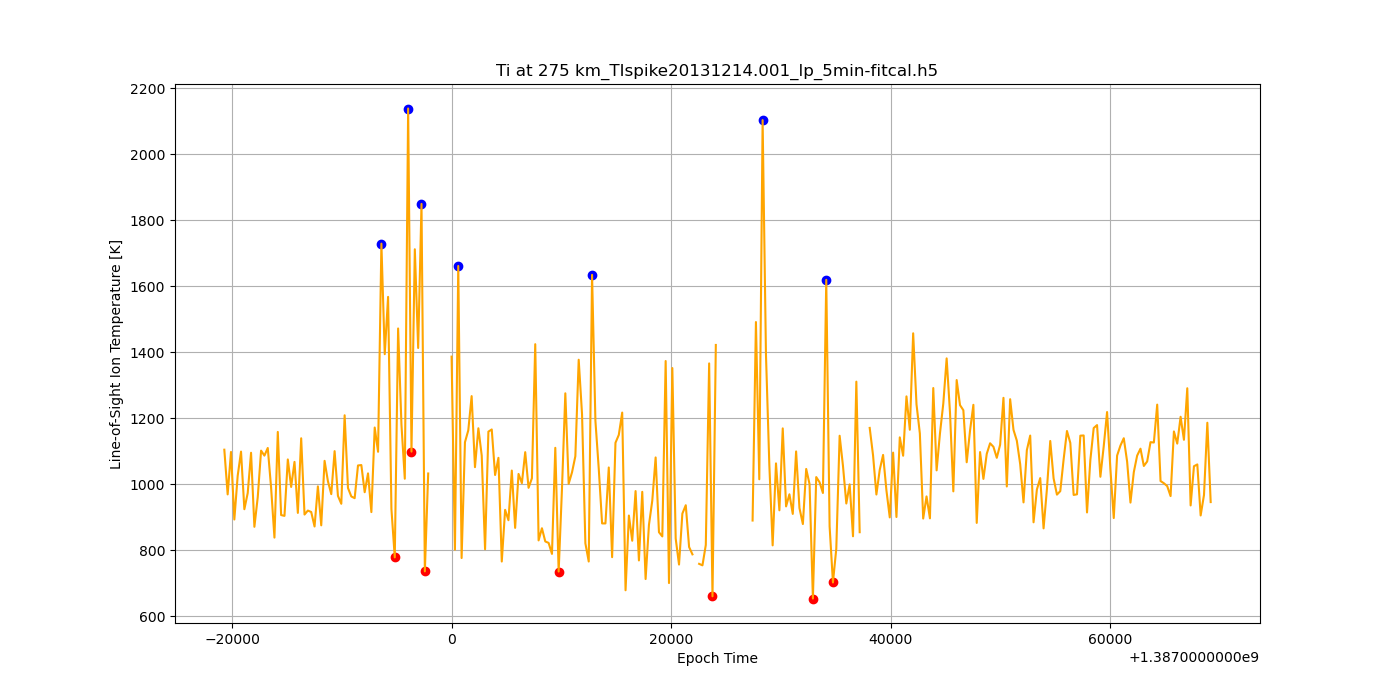 Ti at 275 km_TIspike20131214.001_lp_5min-fitcal.h5
Line-of-Sight Ion Temperature [K]
2200
2000
1800
1600
1400
1200
1000
800
600
−20000 0 20000 40000 60000
Epoch Time
+1.3870000000e9